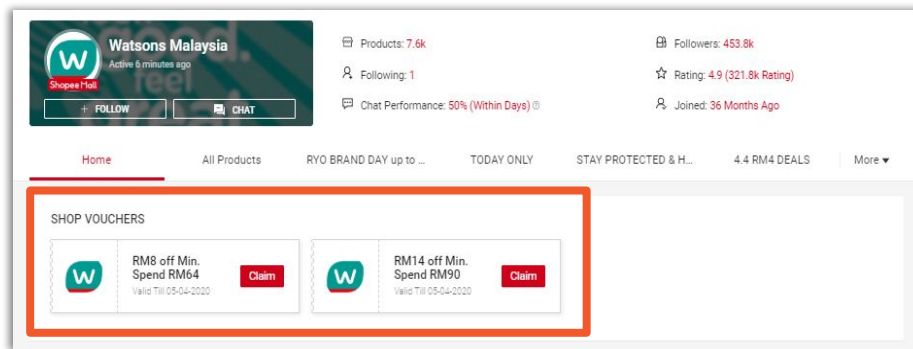 good.
feel
great
W
Shopee Mall
Watsons Malaysia
Active 6 minutes ago
+ FOLLOW
CHAT
Products: 7.6k
Following: 1
Chat Performance: 50% (Within Days)
Followers: 453.8k
Rating: 4.9 (321.8k Rating)
Joined: 36 Months Ago
Home
All Products
RYO BRAND DAY up to ...
TODAY ONLY
STAY PROTECTED & H...
4.4 RM4 DEALS
More ▾
SHOP VOUCHERS
W
RM8 off Min.
Spend RM64
Valid Till 05-04-2020
Claim
W
RM14 off Min.
Spend RM90
Valid Till 05-04-2020
Claim